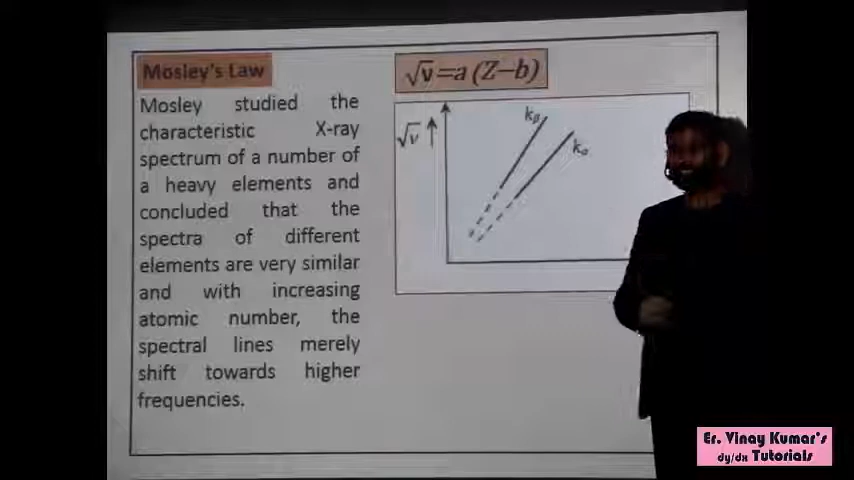 Mosley's Law
Mosley studied the
characteristic X-ray
spectrum of a number of
a heavy elements and
concluded that the
spectra of different
elements are very similar
and with increasing
atomic number, the
spectral lines merely
shift towards higher
frequencies.
√ν=a (Z−b)
√ν
kβ
kα
Er. Vinay Kumar's
dy/dx Tutorials